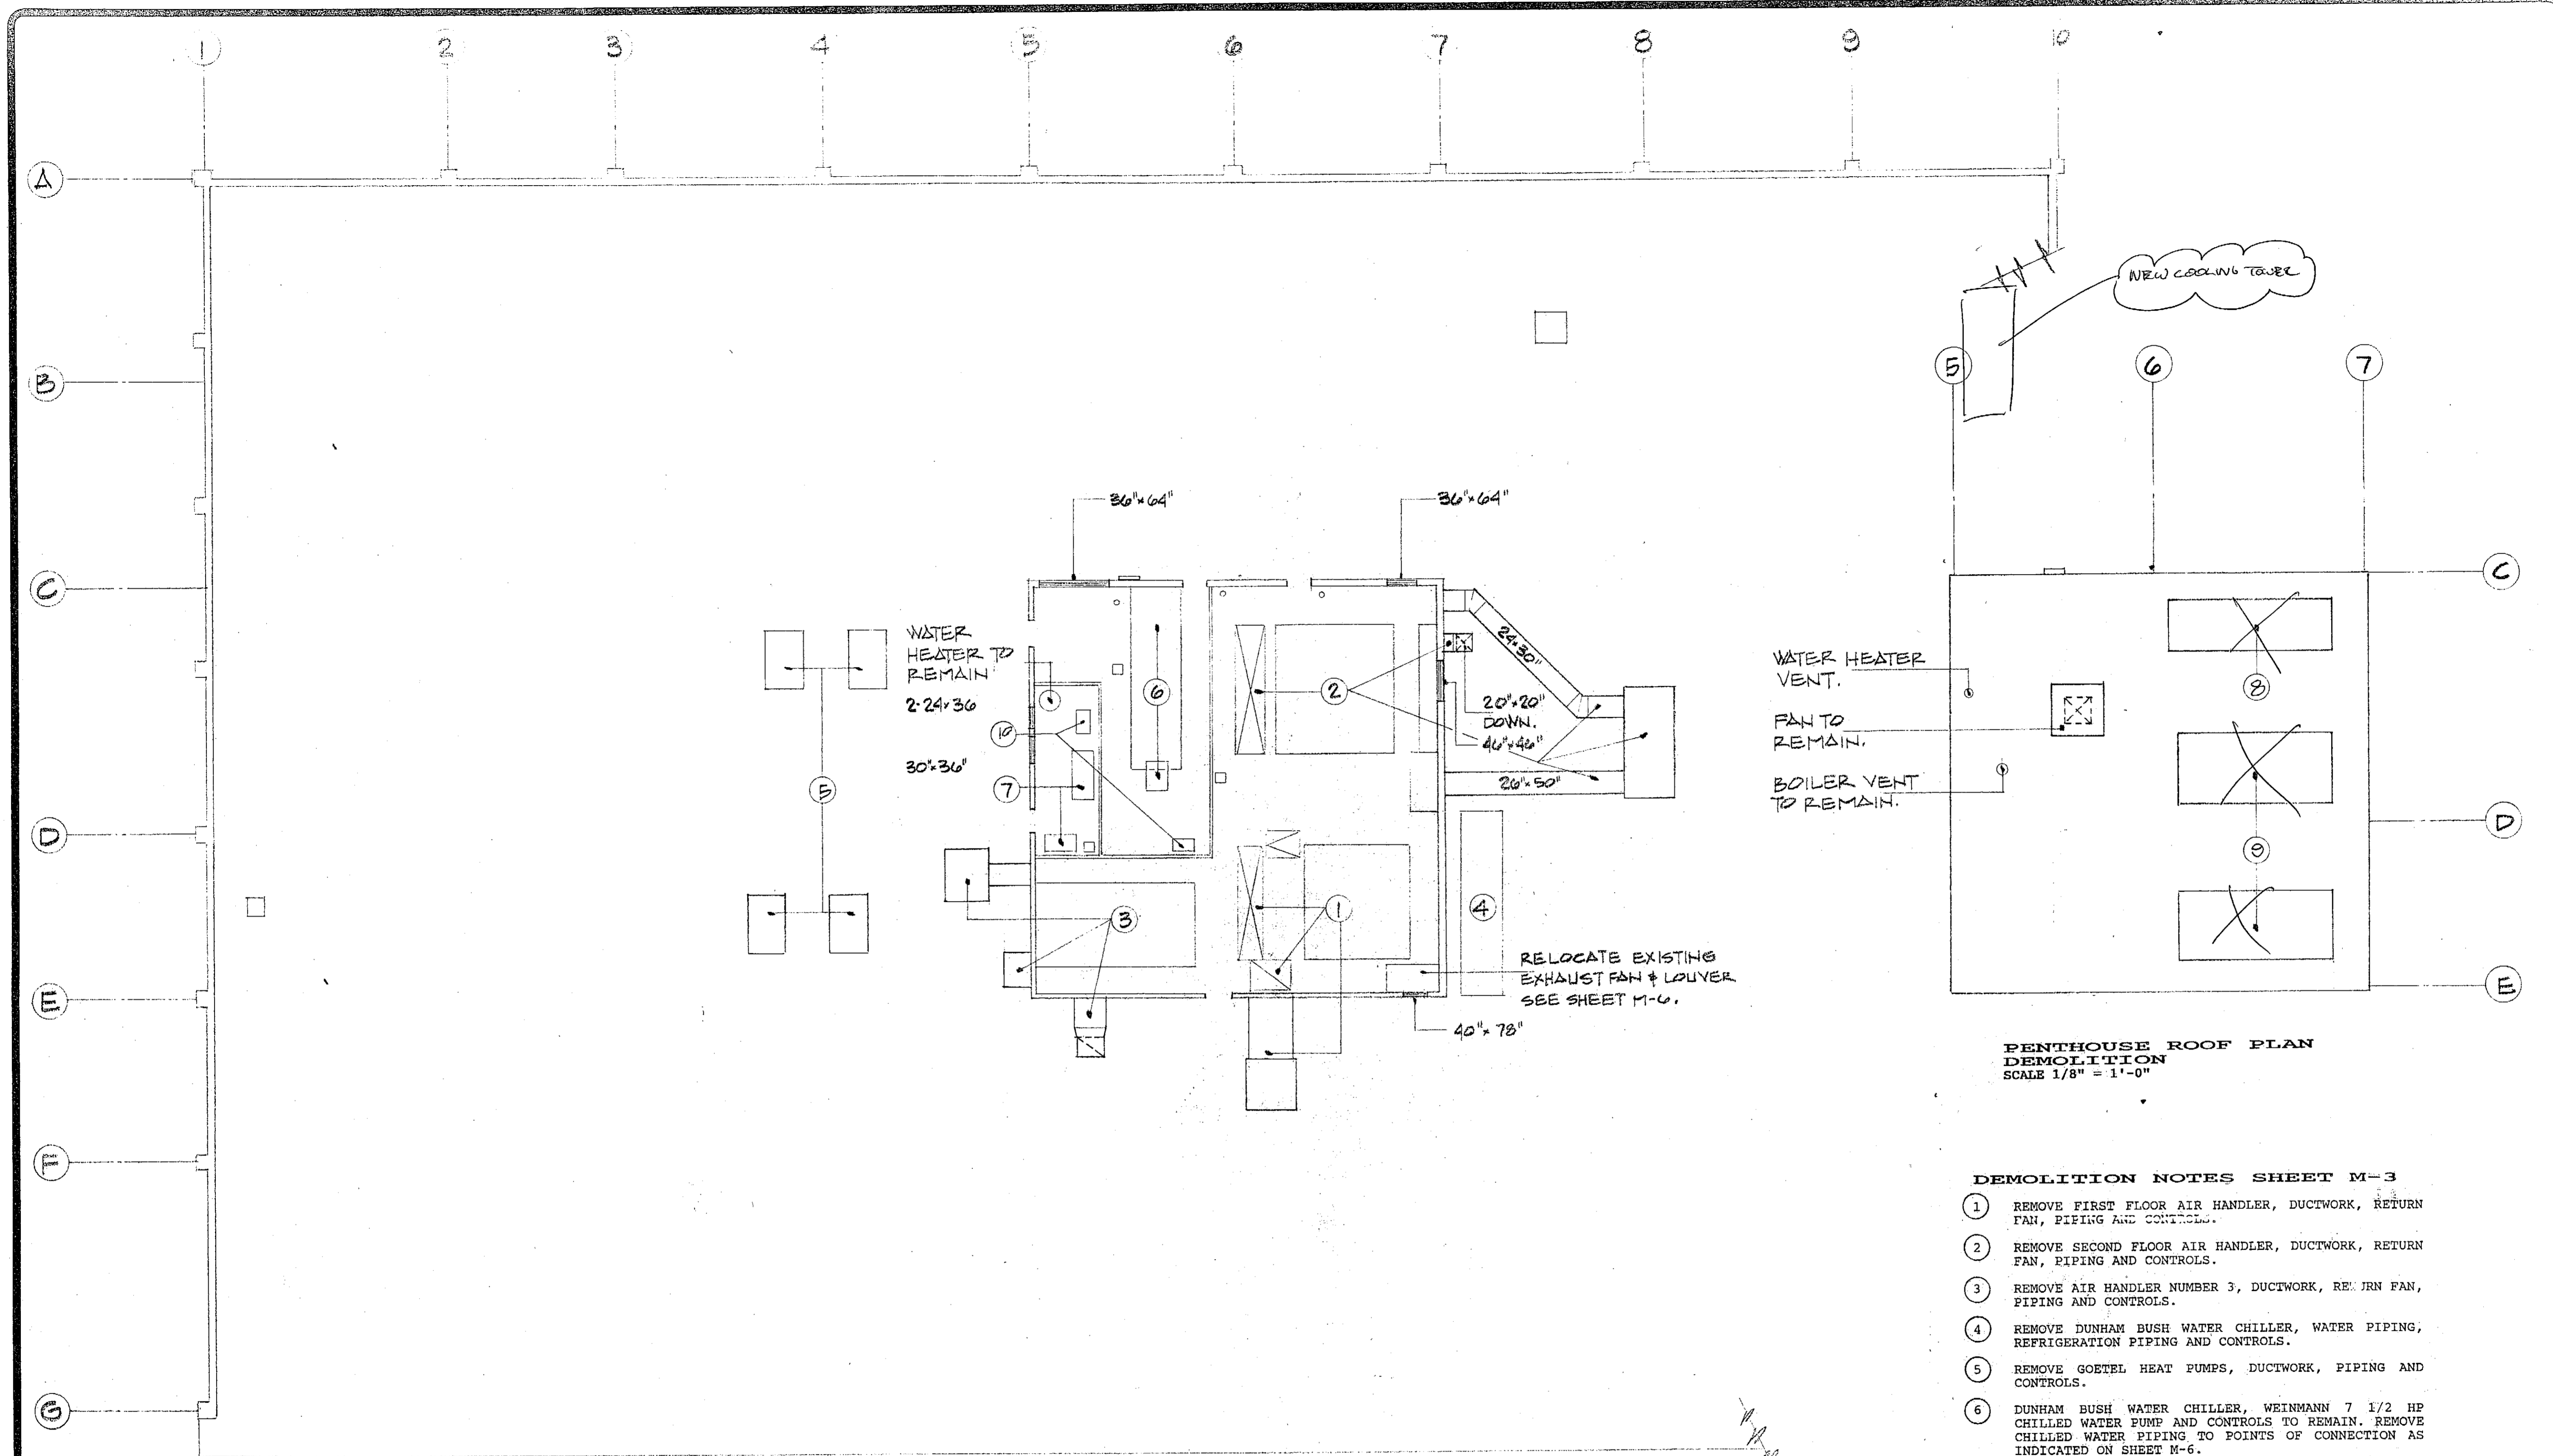 1 2 3 4 5 6 7 8 9 10
A
NEW COOLING TOWER
B
5 6 7
36"x64" 36"x64"
C
C
WATER
HEATER TO
REMAIN
2-24x36
10
30"x36"
7
5
6
2
24x30"
20"x20"
DOWN.
46"x46"
26"x50"
WATER HEATER
VENT.
FAN TO
REMAIN.
BOILER VENT
TO REMAIN.
8
9
D
D
3
1
4
RELOCATE EXISTING
EXHAUST FAN & LOUVER
SEE SHEET M-6.
40"x78"
E
E
PENTHOUSE ROOF PLAN
DEMOLITION
SCALE 1/8" = 1'-0"
F
G
DEMOLITION NOTES SHEET M-3
1 REMOVE FIRST FLOOR AIR HANDLER, DUCTWORK, RETURN
FAN, PIPING AND CONTROLS.
2 REMOVE SECOND FLOOR AIR HANDLER, DUCTWORK, RETURN
FAN, PIPING AND CONTROLS.
3 REMOVE AIR HANDLER NUMBER 3, DUCTWORK, RETURN FAN,
PIPING AND CONTROLS.
4 REMOVE DUNHAM BUSH WATER CHILLER, WATER PIPING,
REFRIGERATION PIPING AND CONTROLS.
5 REMOVE GOETEL HEAT PUMPS, DUCTWORK, PIPING AND
CONTROLS.
6 DUNHAM BUSH WATER CHILLER, WEINMANN 7 1/2 HP
CHILLED WATER PUMP AND CONTROLS TO REMAIN. REMOVE
CHILLED WATER PIPING TO POINTS OF CONNECTION AS
INDICATED ON SHEET M-6.